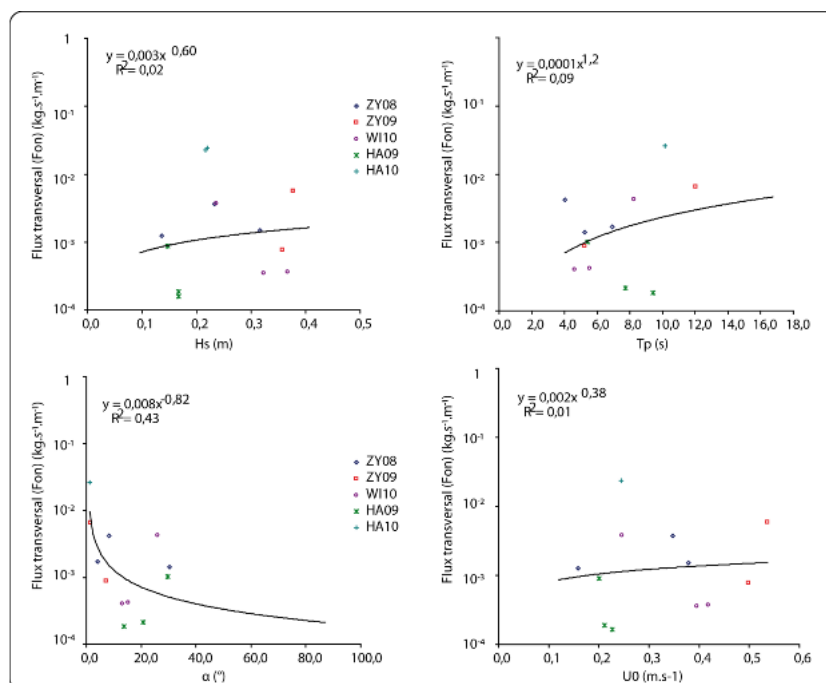 y = 0,003x 0,60
R2= 0,02
Flux transversal (Fon) (kg.s-1.m-1)
1
10-1
10-2
10-3
10-4
0,0 0,1 0,2 0,3 0,4 0,5
Hs (m)
ZY08
ZY09
WI10
HA09
HA10
y = 0,0001x1,2
R2= 0,09
Flux transversal (Fon) (kg.s-1.m-1)
1
10-1
10-2
10-3
10-4
0,0 2,0 4,0 6,0 8,0 10,0 12,0 14,0 16,0 18,0
Tp (s)
y = 0,008x-0,82
R2= 0,43
Flux transversal (Fon) (kg.s-1.m-1)
1
10-1
10-2
10-3
10-4
0,0 20,0 40,0 60,0 80,0 100,0
α (°)
ZY08
ZY09
WI10
HA09
HA10
y = 0,002x 0,38
R2= 0,01
Flux transversal (Fon) (kg.s-1.m-1)
1
10-1
10-2
10-3
10-4
0,0 0,1 0,2 0,3 0,4 0,5 0,6
U0 (m.s-1)